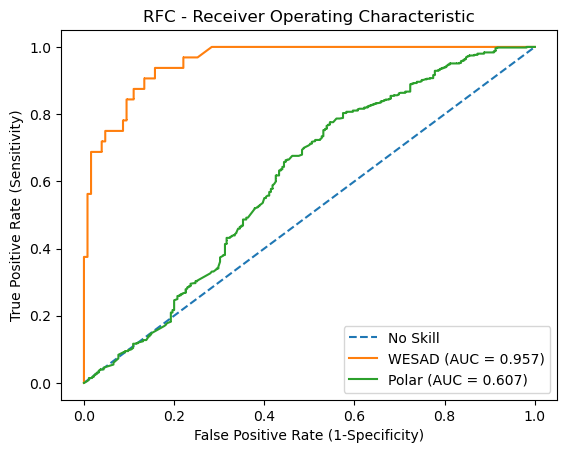 RFC - Receiver Operating Characteristic
True Positive Rate (Sensitivity)
1.0
0.8
0.6
0.4
0.2
0.0
No Skill
WESAD (AUC = 0.957)
Polar (AUC = 0.607)
0.0 0.2 0.4 0.6 0.8 1.0
False Positive Rate (1-Specificity)